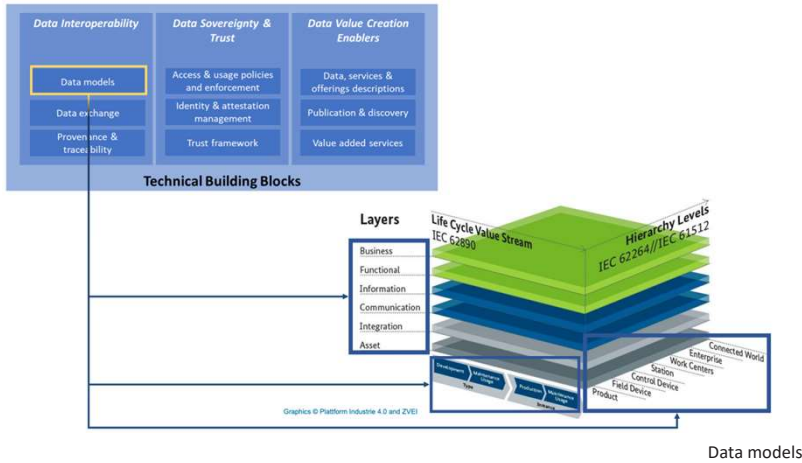 Data Interoperability
Data models
Data exchange
Provenance &
traceability
Data Sovereignty &
Trust
Access & usage policies
and enforcement
Identity & attestation
management
Trust framework
Data Value Creation
Enablers
Data, services &
offerings descriptions
Publication & discovery
Value added services
Technical Building Blocks
Layers
Business
Functional
Information
Communication
Integration
Asset
Life Cycle Value Stream
IEC 62890
Hierarchy Levels
IEC 62264//IEC 61512
Development
Maintenance
Usage
Type
Production
Maintenance
Usage
Instance
Connected World
Enterprise
Work Centers
Station
Control Device
Field Device
Product
Graphics © Plattform Industrie 4.0 and ZVEI
Data models